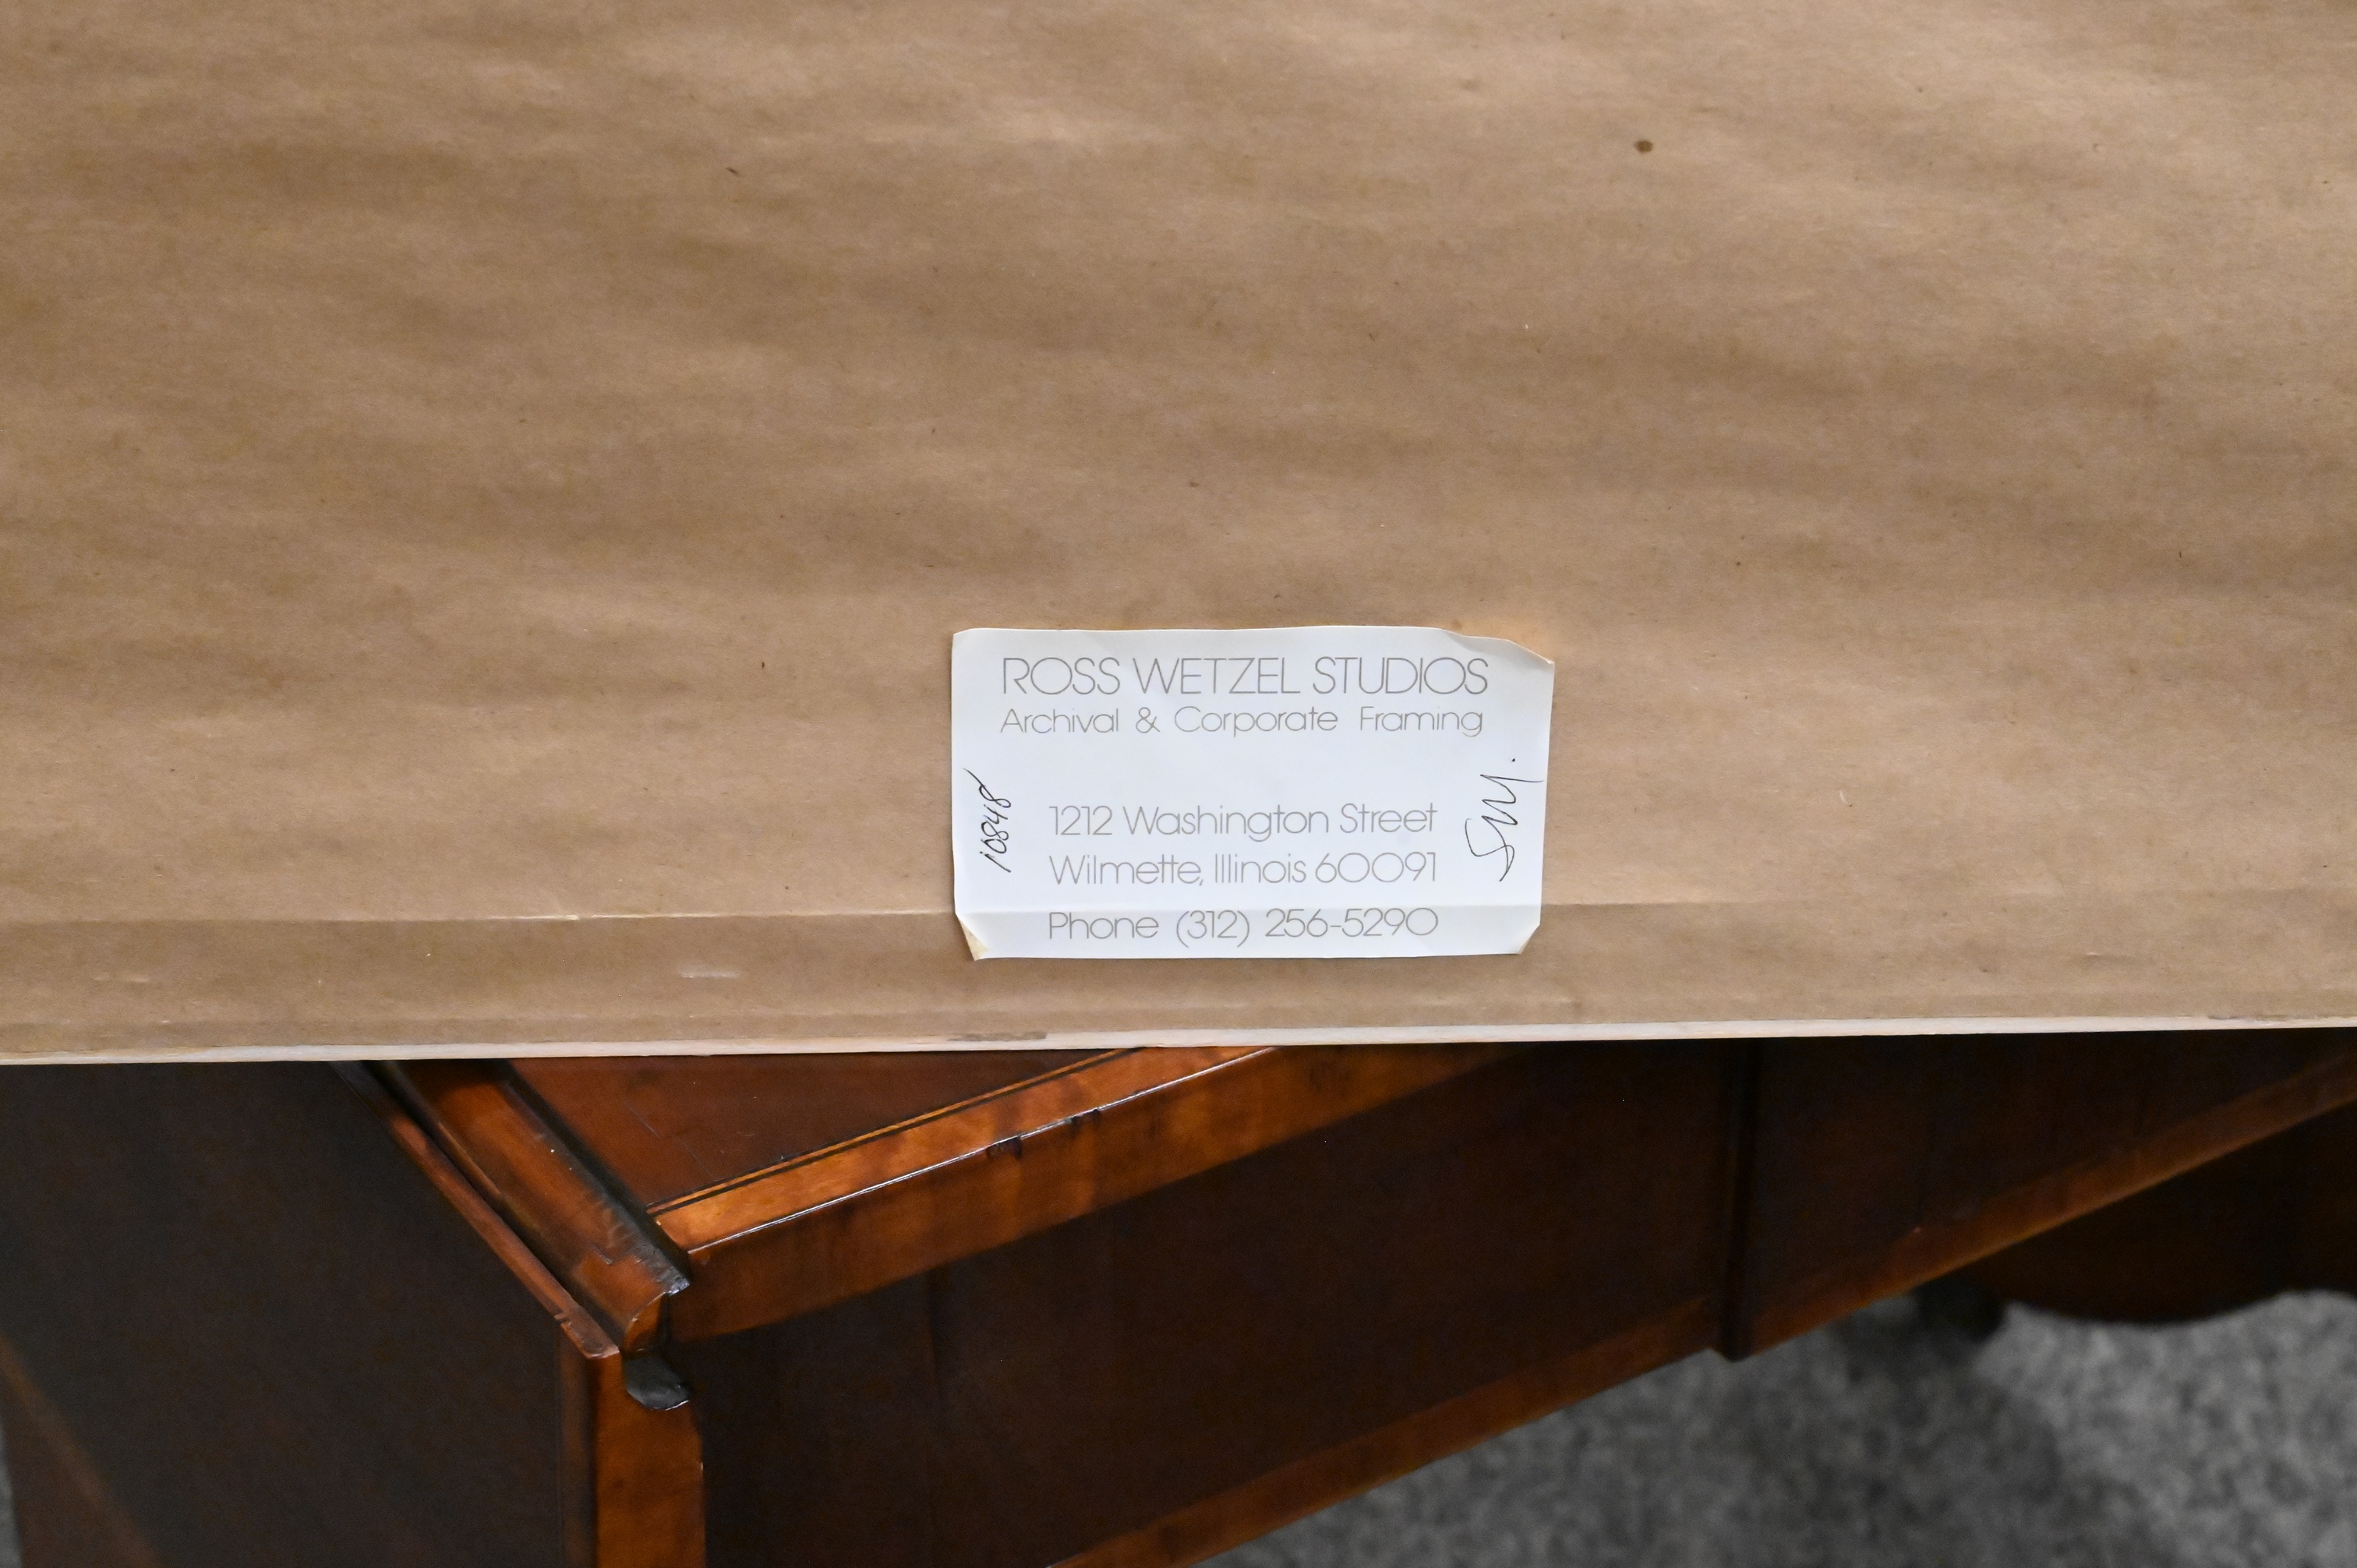 ROSS WETZEL STUDIOS
Archival & Corporate Framing
10848
1212 Washington Street
Wilmette, Illinois 60091
Phone (312) 256-5290